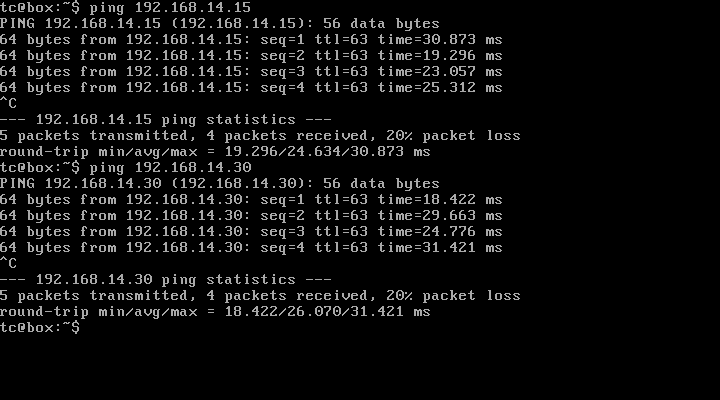 tc@box:~$ ping 192.168.14.15
PING 192.168.14.15 (192.168.14.15): 56 data bytes
64 bytes from 192.168.14.15: seq=1 ttl=63 time=30.873 ms
64 bytes from 192.168.14.15: seq=2 ttl=63 time=19.296 ms
64 bytes from 192.168.14.15: seq=3 ttl=63 time=23.057 ms
64 bytes from 192.168.14.15: seq=4 ttl=63 time=25.312 ms
^C
--- 192.168.14.15 ping statistics ---
5 packets transmitted, 4 packets received, 20% packet loss
round-trip min/avg/max = 19.296/24.634/30.873 ms
tc@box:~$ ping 192.168.14.30
PING 192.168.14.30 (192.168.14.30): 56 data bytes
64 bytes from 192.168.14.30: seq=1 ttl=63 time=18.422 ms
64 bytes from 192.168.14.30: seq=2 ttl=63 time=29.663 ms
64 bytes from 192.168.14.30: seq=3 ttl=63 time=24.776 ms
64 bytes from 192.168.14.30: seq=4 ttl=63 time=31.421 ms
^C
--- 192.168.14.30 ping statistics ---
5 packets transmitted, 4 packets received, 20% packet loss
round-trip min/avg/max = 18.422/26.070/31.421 ms
tc@box:~$